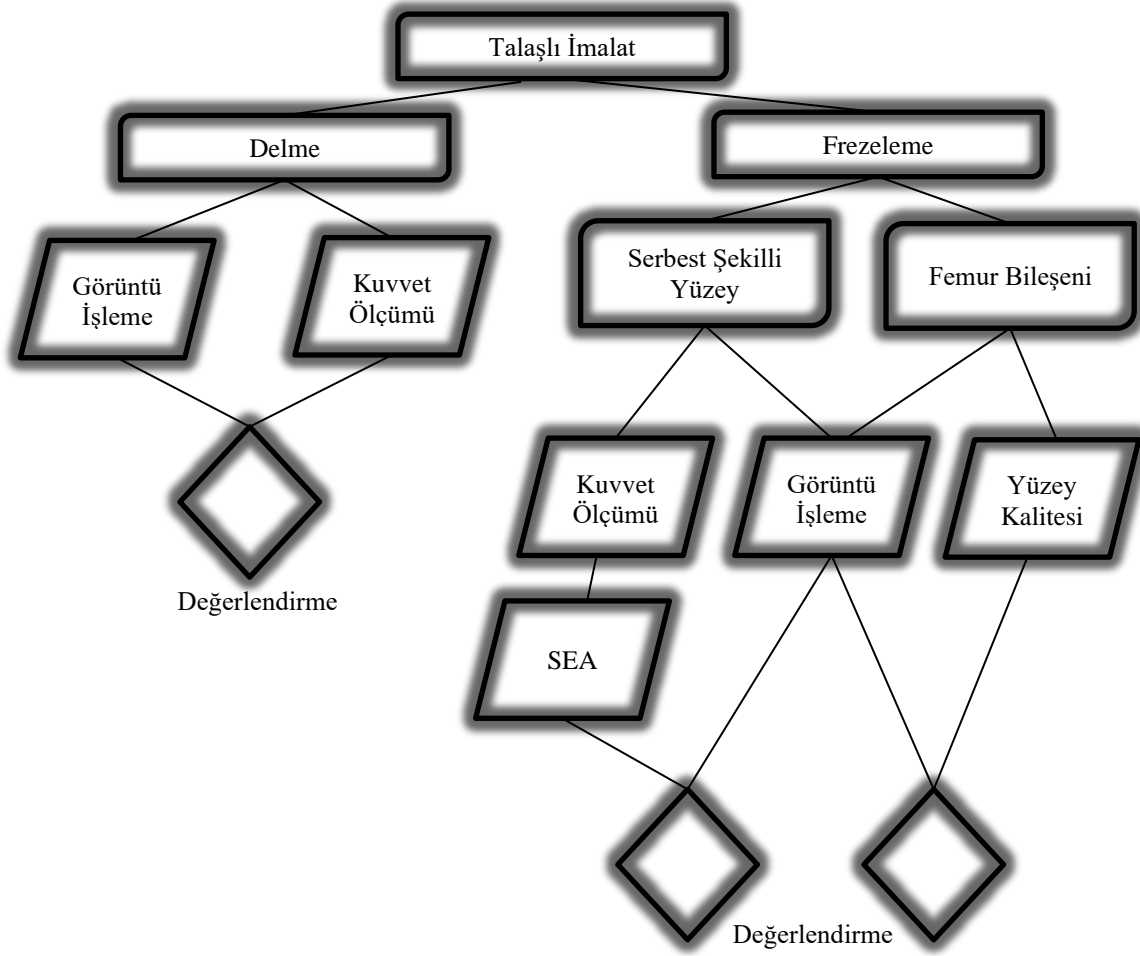 Talaşlı İmalat
Delme
Frezeleme
Görüntü
İşleme
Kuvvet
Ölçümü
Serbest Şekilli
Yüzey
Femur Bileşeni
Kuvvet
Ölçümü
Görüntü
İşleme
Yüzey
Kalitesi
Değerlendirme
SEA
Değerlendirme